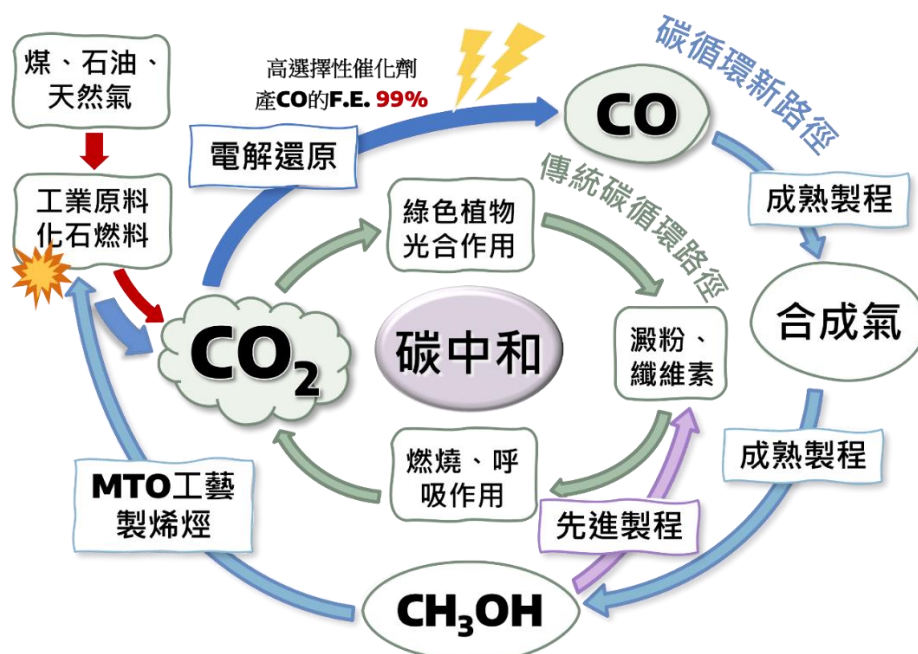 煤、石油、
天然氣
高選擇性催化劑
產CO的F.E. 99%
CO
碳循環新路徑
電解還原
工業原料
化石燃料
綠色植物
光合作用
傳統碳循環路徑
成熟製程
CO₂
碳中和
澱粉、
纖維素
合成氣
燃燒、呼
吸作用
成熟製程
MTO工藝
製烯烴
先進製程
CH₃OH